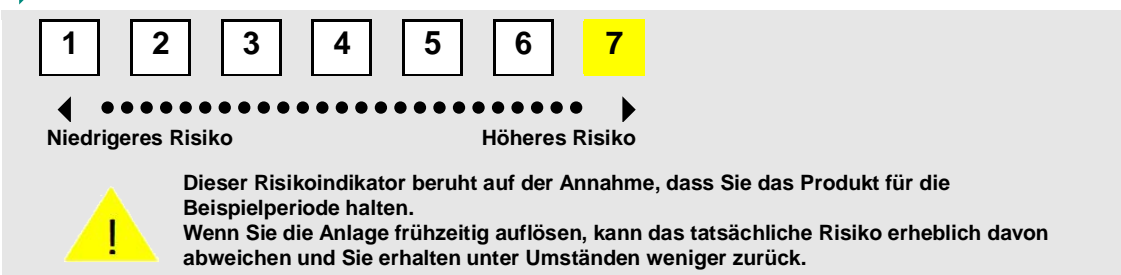 1 2 3 4 5 6 7
Niedrigeres Risiko Höheres Risiko
Dieser Risikoindikator beruht auf der Annahme, dass Sie das Produkt für die
Beispielperiode halten.
!
Wenn Sie die Anlage frühzeitig auflösen, kann das tatsächliche Risiko erheblich davon
abweichen und Sie erhalten unter Umständen weniger zurück.